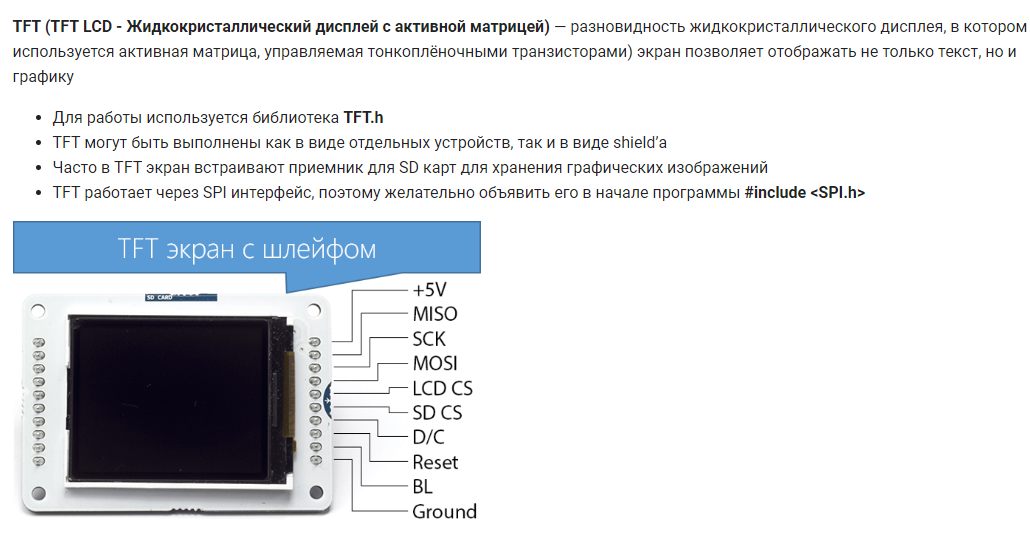 TFT (TFT LCD - Жидкокристаллический дисплей с активной матрицей) — разновидность жидкокристаллического дисплея, в котором
используется активная матрица, управляемая тонкоплёночными транзисторами) экран позволяет отображать не только текст, но и
графику
• Для работы используется библиотека TFT.h
• TFT могут быть выполнены как в виде отдельных устройств, так и в виде shield’а
• Часто в TFT экран встраивают приемник для SD карт для хранения графических изображений
• TFT работает через SPI интерфейс, поэтому желательно объявить его в начале программы #include <SPI.h>
TFT экран с шлейфом
SD CARD
+5V
MISO
SCK
MOSI
LCD CS
SD CS
D/C
Reset
BL
Ground